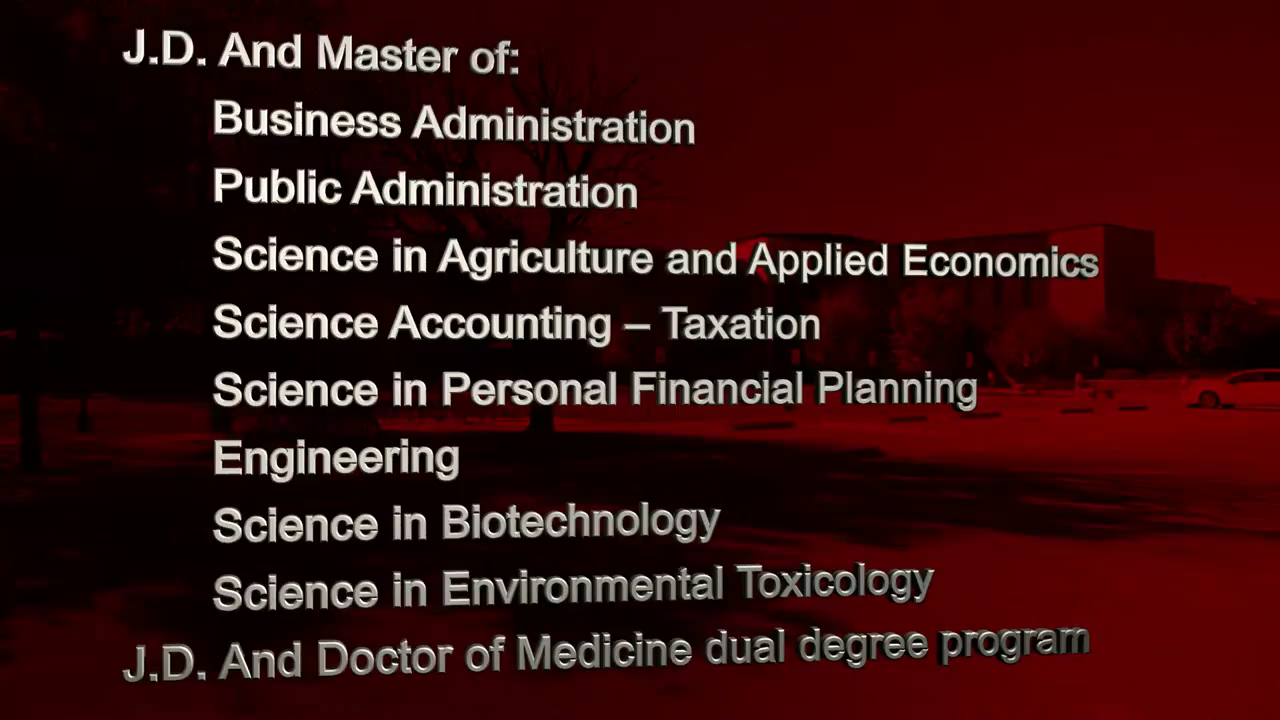 J.D. And Master of:
Business Administration
Public Administration
Science in Agriculture and Applied Economics
Science Accounting – Taxation
Science in Personal Financial Planning
Engineering
Science in Biotechnology
Science in Environmental Toxicology
J.D. And Doctor of Medicine dual degree program